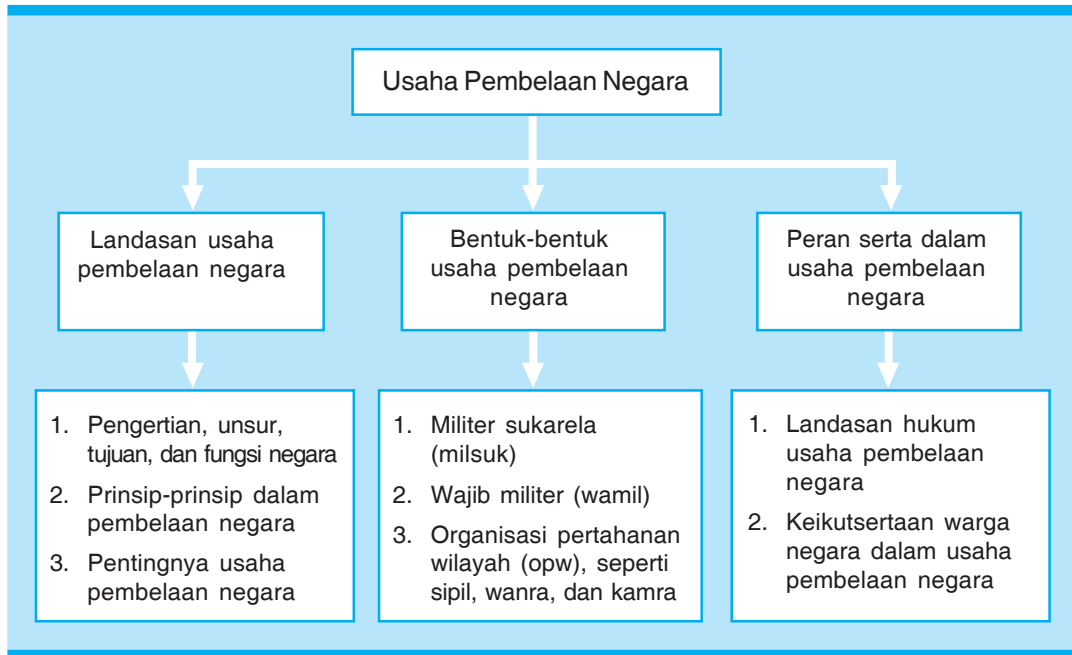 Usaha Pembelaan Negara
Landasan usaha
pembelaan negara
Bentuk-bentuk
usaha pembelaan
negara
Peran serta dalam
usaha pembelaan
negara
1. Pengertian, unsur,
tujuan, dan fungsi negara
2. Prinsip-prinsip dalam
pembelaan negara
3. Pentingnya usaha
pembelaan negara
1. Militer sukarela
(milsuk)
2. Wajib militer (wamil)
3. Organisasi pertahanan
wilayah (opw), seperti
sipil, wanra, dan kamra
1. Landasan hukum
usaha pembelaan
negara
2. Keikutsertaan warga
negara dalam usaha
pembelaan negara